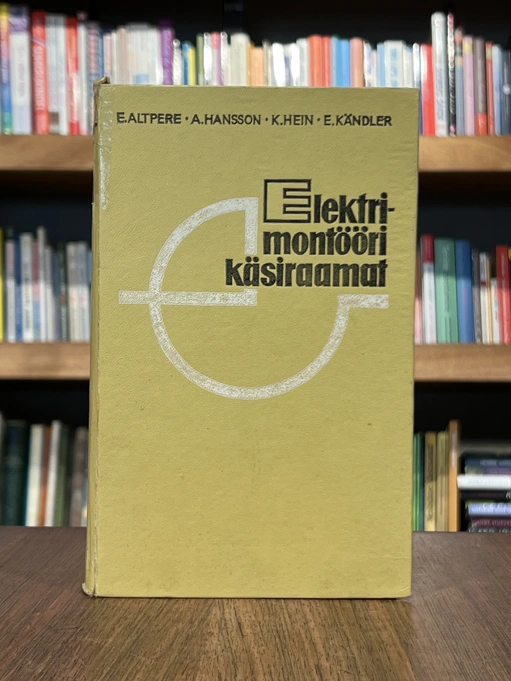 E.ALTPERE · A.HANSSON · K.HEIN · E.KÄNDLER
Elektri-
montööri
käsiraamat